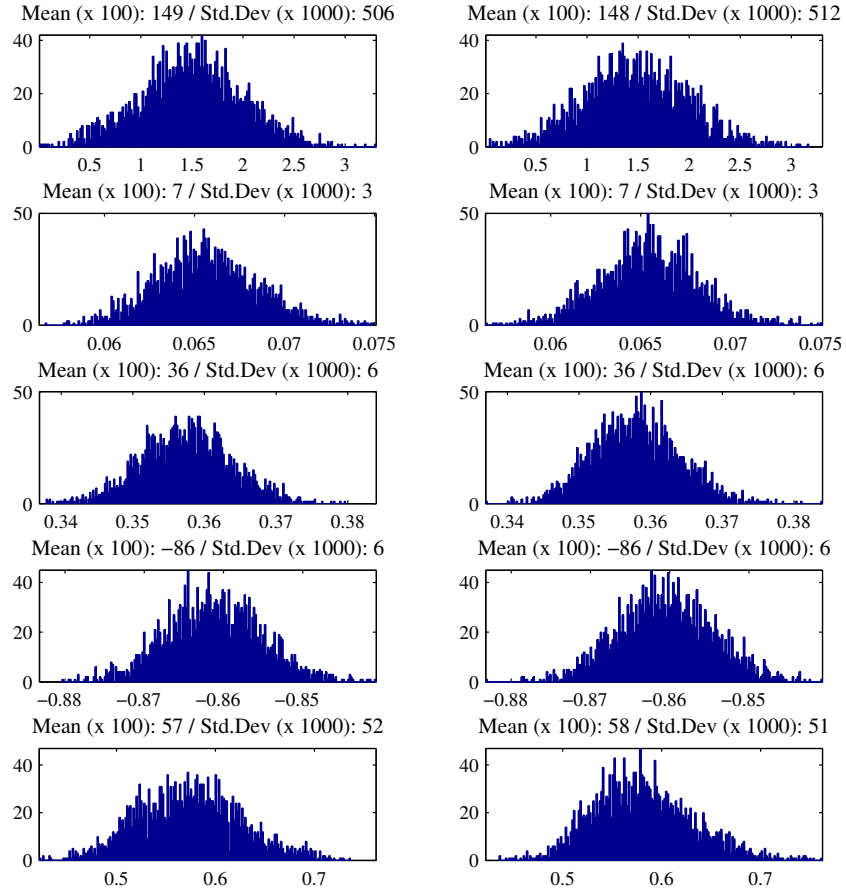 Mean (x 100): 149 / Std.Dev (x 1000): 506
Mean (x 100): 148 / Std.Dev (x 1000): 512
40
20
0
0.5 1 1.5 2 2.5 3
40
20
0
0.5 1 1.5 2 2.5 3
Mean (x 100): 7 / Std.Dev (x 1000): 3
Mean (x 100): 7 / Std.Dev (x 1000): 3
50
0
0.06 0.065 0.07 0.075
50
0
0.06 0.065 0.07 0.075
Mean (x 100): 36 / Std.Dev (x 1000): 6
Mean (x 100): 36 / Std.Dev (x 1000): 6
50
0
0.34 0.35 0.36 0.37 0.38
50
0
0.34 0.35 0.36 0.37 0.38
Mean (x 100): −86 / Std.Dev (x 1000): 6
Mean (x 100): −86 / Std.Dev (x 1000): 6
40
20
0
−0.88 −0.87 −0.86 −0.85
40
20
0
−0.88 −0.87 −0.86 −0.85
Mean (x 100): 57 / Std.Dev (x 1000): 52
Mean (x 100): 58 / Std.Dev (x 1000): 51
40
20
0
0.5 0.6 0.7
40
20
0
0.5 0.6 0.7